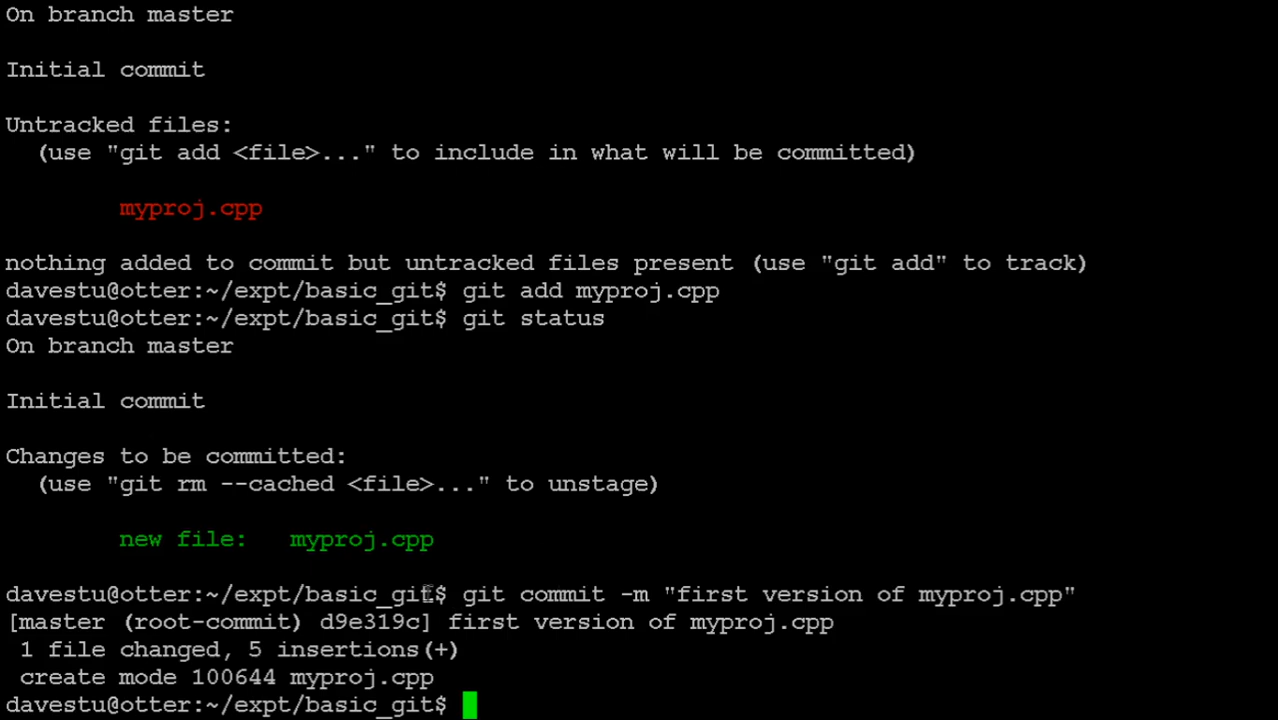 On branch master
Initial commit
Untracked files:
  (use "git add <file>..." to include in what will be committed)
        myproj.cpp
nothing added to commit but untracked files present (use "git add" to track)
davestu@otter:~/expt/basic_git$ git add myproj.cpp
davestu@otter:~/expt/basic_git$ git status
On branch master
Initial commit
Changes to be committed:
  (use "git rm --cached <file>..." to unstage)
        new file:   myproj.cpp
davestu@otter:~/expt/basic_git$ git commit -m "first version of myproj.cpp"
[master (root-commit) d9e319c] first version of myproj.cpp
 1 file changed, 5 insertions(+)
 create mode 100644 myproj.cpp
davestu@otter:~/expt/basic_git$